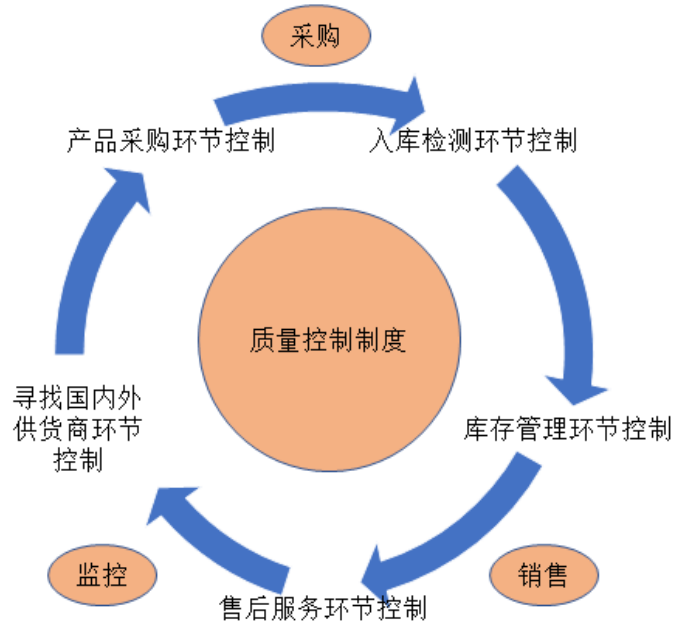 采购
产品采购环节控制
入库检测环节控制
质量控制制度
寻找国内外
供货商环节
控制
库存管理环节控制
监控
销售
售后服务环节控制